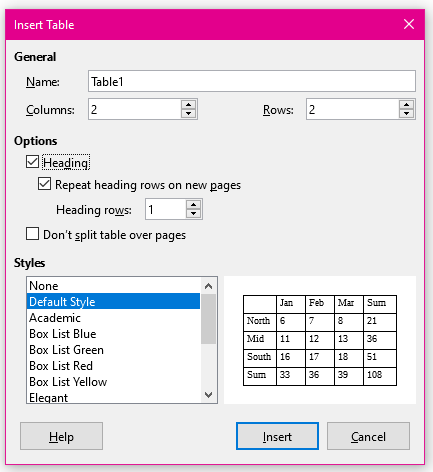 Insert Table
General
Name: Table1
Columns: 2 Rows: 2
Options
Heading
Repeat heading rows on new pages
Heading rows: 1
Don't split table over pages
Styles
None
Default Style
Academic
Box List Blue
Box List Green
Box List Red
Box List Yellow
Elegant
Jan Feb Mar Sum
North 6 7 8 21
Mid 11 12 13 36
South 16 17 18 51
Sum 33 36 39 108
Help Insert Cancel